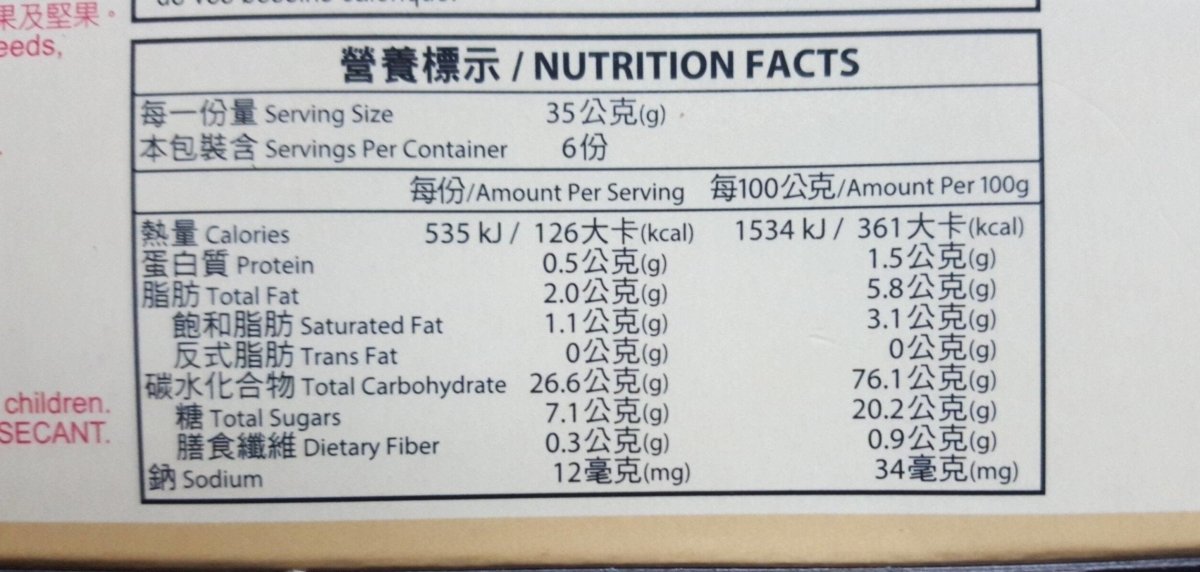 果及堅果。
eeds,
營養標示 / NUTRITION FACTS
每一份量 Serving Size 35公克(g)
本包裝含 Servings Per Container 6份
每份/Amount Per Serving 每100公克/Amount Per 100g
熱量 Calories 535 kJ / 126大卡(kcal) 1534 kJ / 361大卡(kcal)
蛋白質 Protein 0.5公克(g) 1.5公克(g)
脂肪 Total Fat 2.0公克(g) 5.8公克(g)
飽和脂肪 Saturated Fat 1.1公克(g) 3.1公克(g)
反式脂肪 Trans Fat 0公克(g) 0公克(g)
碳水化合物 Total Carbohydrate 26.6公克(g) 76.1公克(g)
糖 Total Sugars 7.1公克(g) 20.2公克(g)
膳食纖維 Dietary Fiber 0.3公克(g) 0.9公克(g)
鈉 Sodium 12毫克(mg) 34毫克(mg)
children.
SECANT.